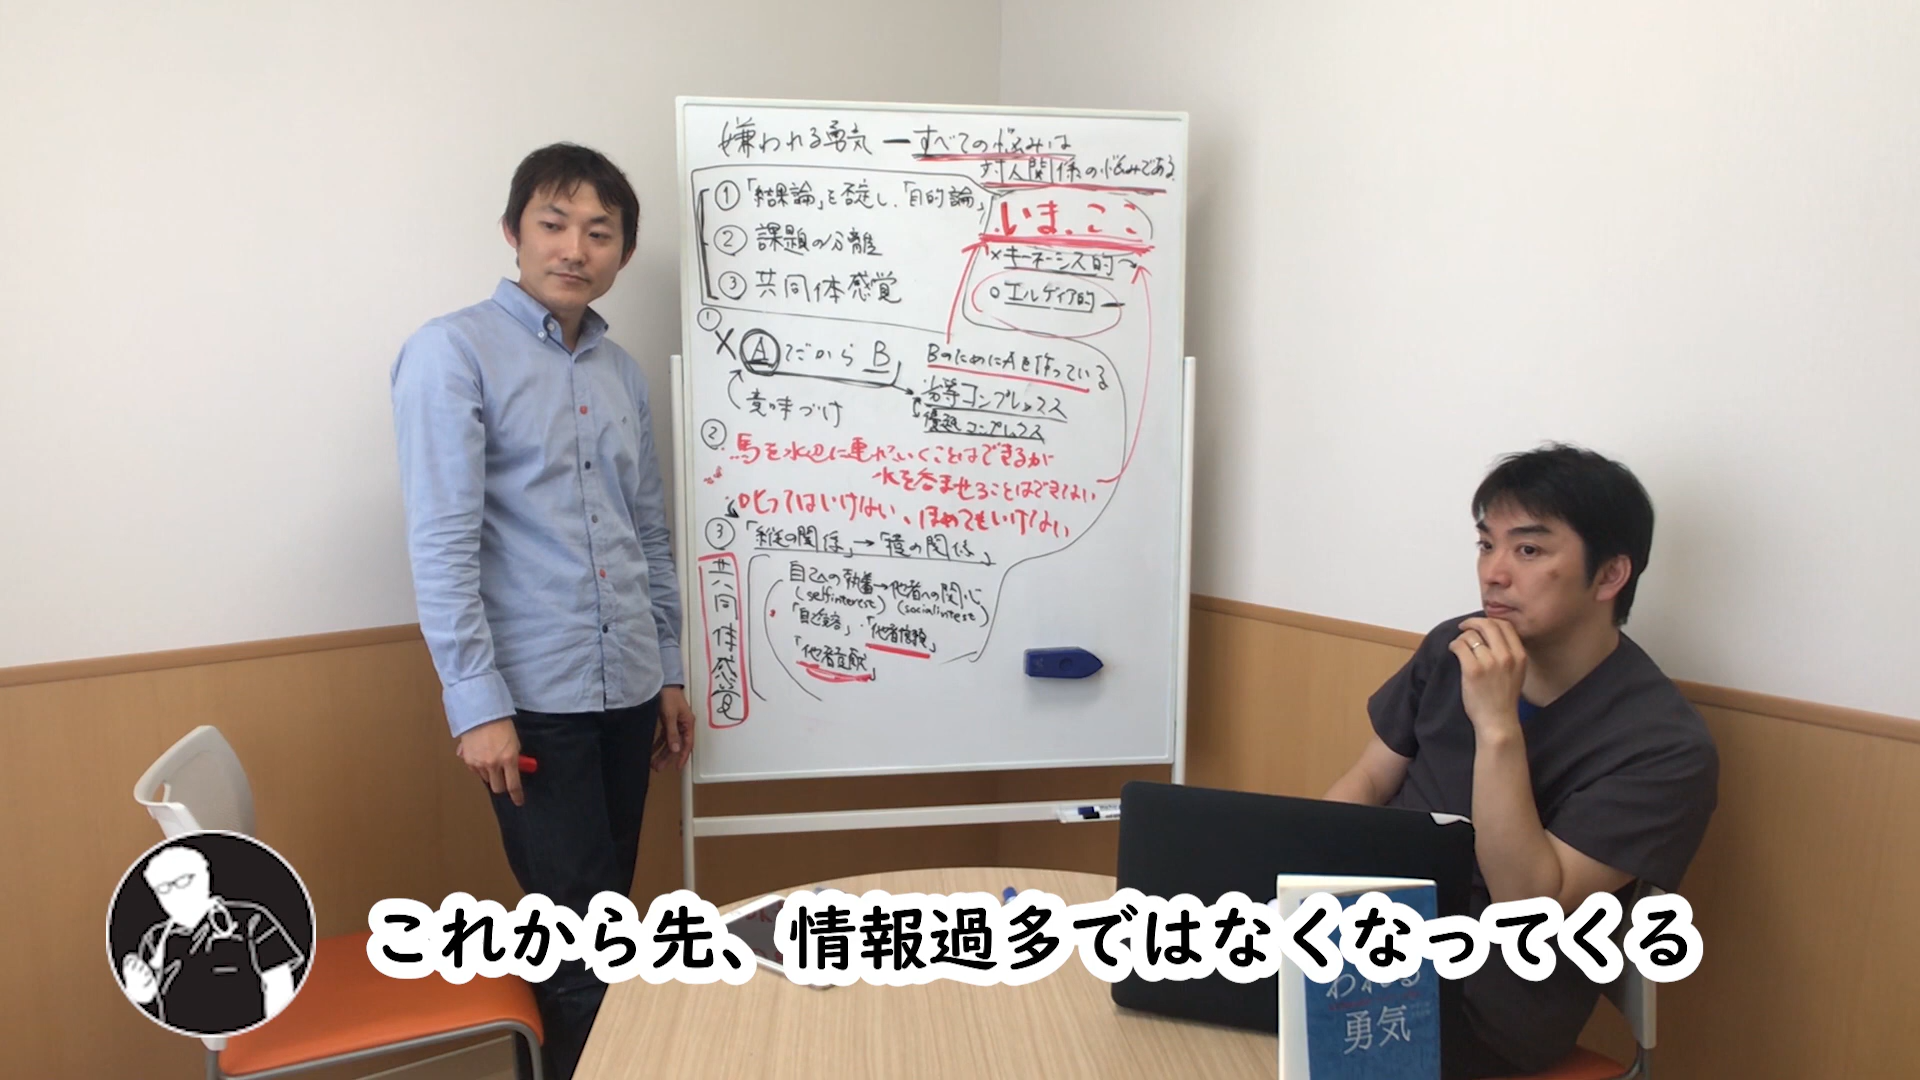 嫌われる勇気ーすべての悩みは
対人関係の悩みである
①「結果論」を否定し、「目的論」
②課題の分離
③共同体感覚
いま、ここ
×キーネーシス的
○エルゲイア的
①
× AだからB
意味づけ
BのためにAを作っている
劣等コンプレックス
優越コンプレックス
②馬を水辺に連れていくことはできるが
水を呑ませることはできない
叱ってはいけない、ほめてもいけない
③「縦の関係」→「横の関係」
共同体感覚
自己への執着→他者への関心
(selfinterest) (socialintest)
「自己受容」・「他者信頼」
「他者貢献」
これから先、情報過多ではなくなってくる
われる
勇気